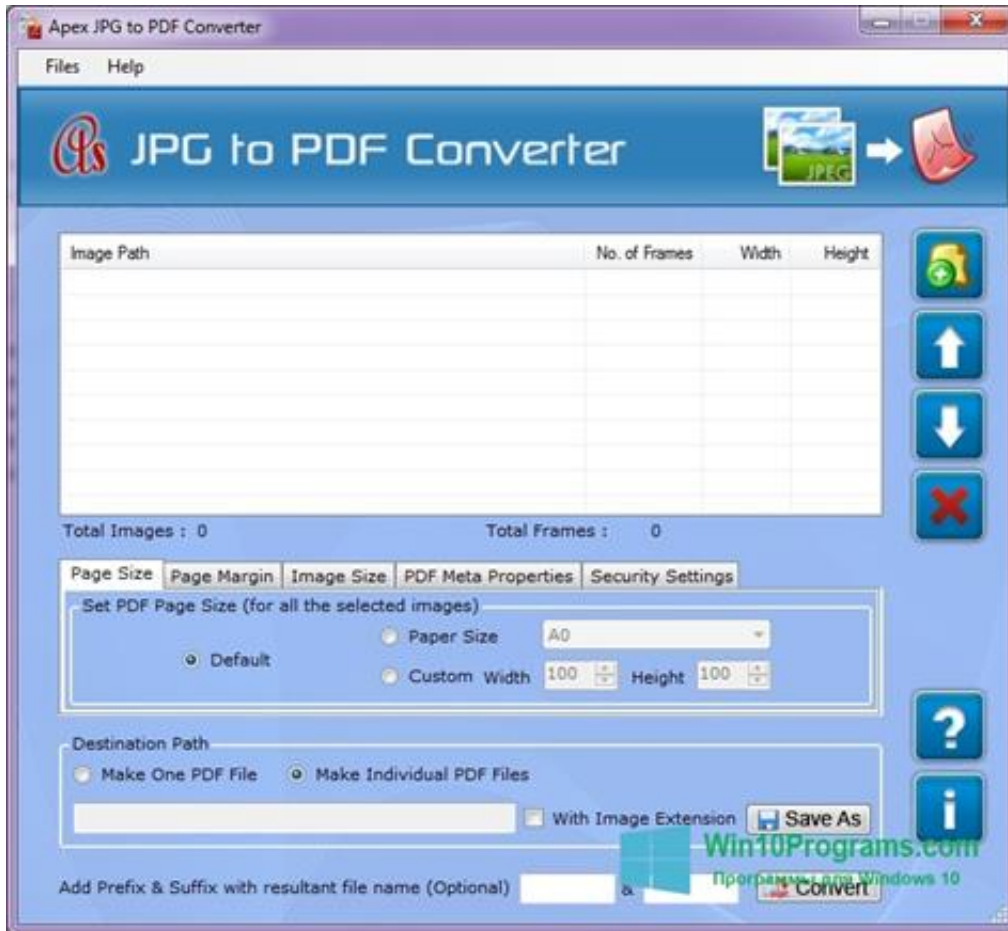 Apex JPG to PDF Converter
Files Help
JPG to PDF Converter
JPEG
Image Path No. of Frames Width Height
Total Images : 0 Total Frames : 0
Page Size Page Margin Image Size PDF Meta Properties Security Settings
Set PDF Page Size (for all the selected images)
Default
Paper Size A0
Custom Width 100 Height 100
Destination Path
Make One PDF File Make Individual PDF Files
With Image Extension Save As
Win10Programs.com
Программы для Windows 10
Add Prefix & Suffix with resultant file name (Optional) & Convert